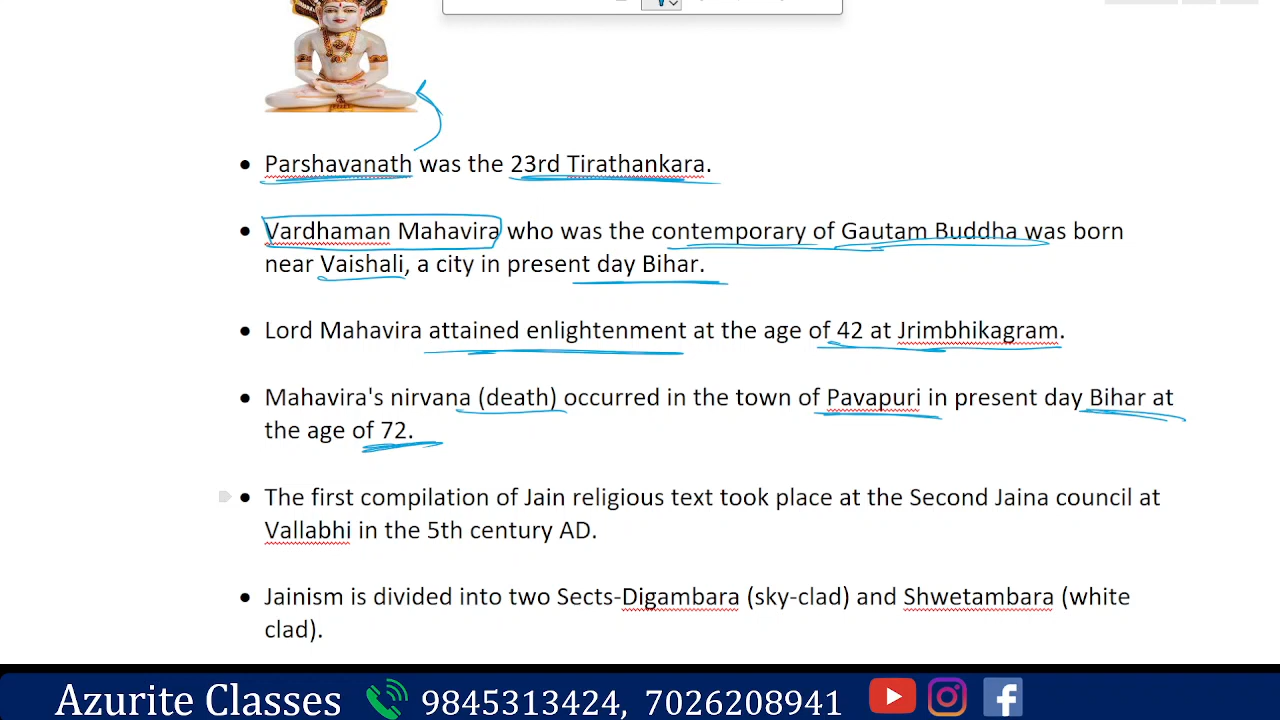 • Parshavanath was the 23rd Tirathankara.
• Vardhaman Mahavira who was the contemporary of Gautam Buddha was born
near Vaishali, a city in present day Bihar.
• Lord Mahavira attained enlightenment at the age of 42 at Jrimbhikagram.
• Mahavira's nirvana (death) occurred in the town of Pavapuri in present day Bihar at
the age of 72.
• The first compilation of Jain religious text took place at the Second Jaina council at
Vallabhi in the 5th century AD.
• Jainism is divided into two Sects-Digambara (sky-clad) and Shwetambara (white
clad).
Azurite Classes 9845313424, 7026208941